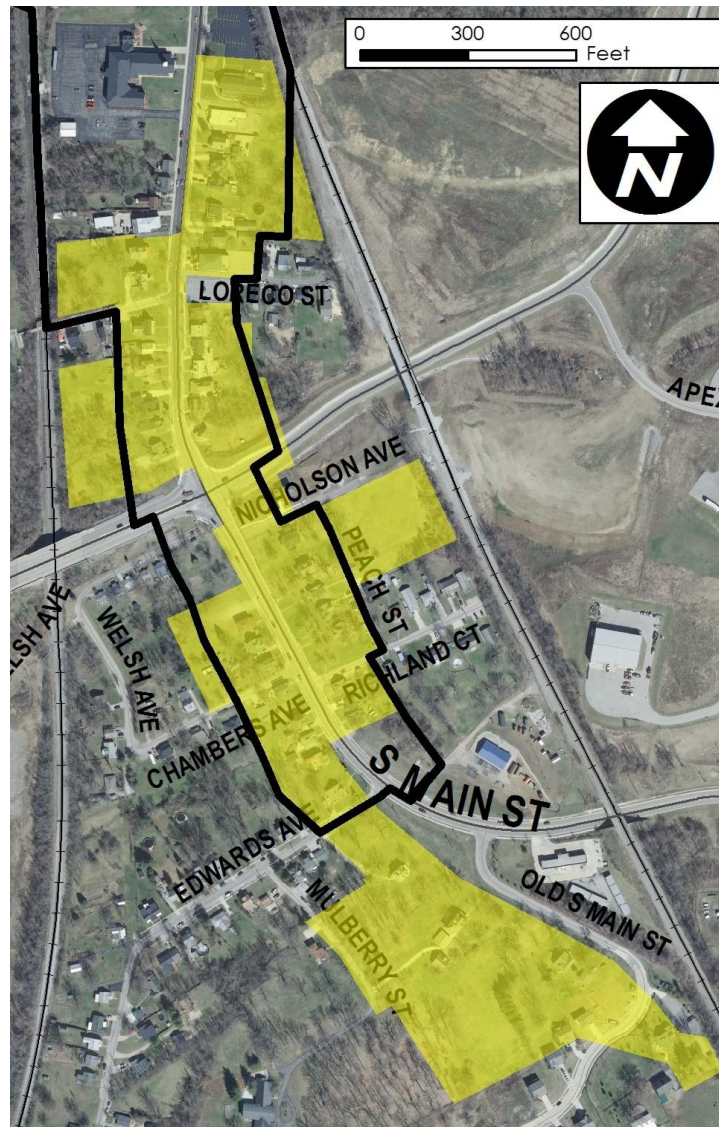 0 300 600
Feet
N
LORECO ST
APEX
NICHOLSON AVE
PEACH ST
WELSH AVE
WELSH AVE
RICHLAND CT
CHAMBERS AVE
S MAIN ST
EDWARDS AVE
OLD S MAIN ST
MULBERRY ST